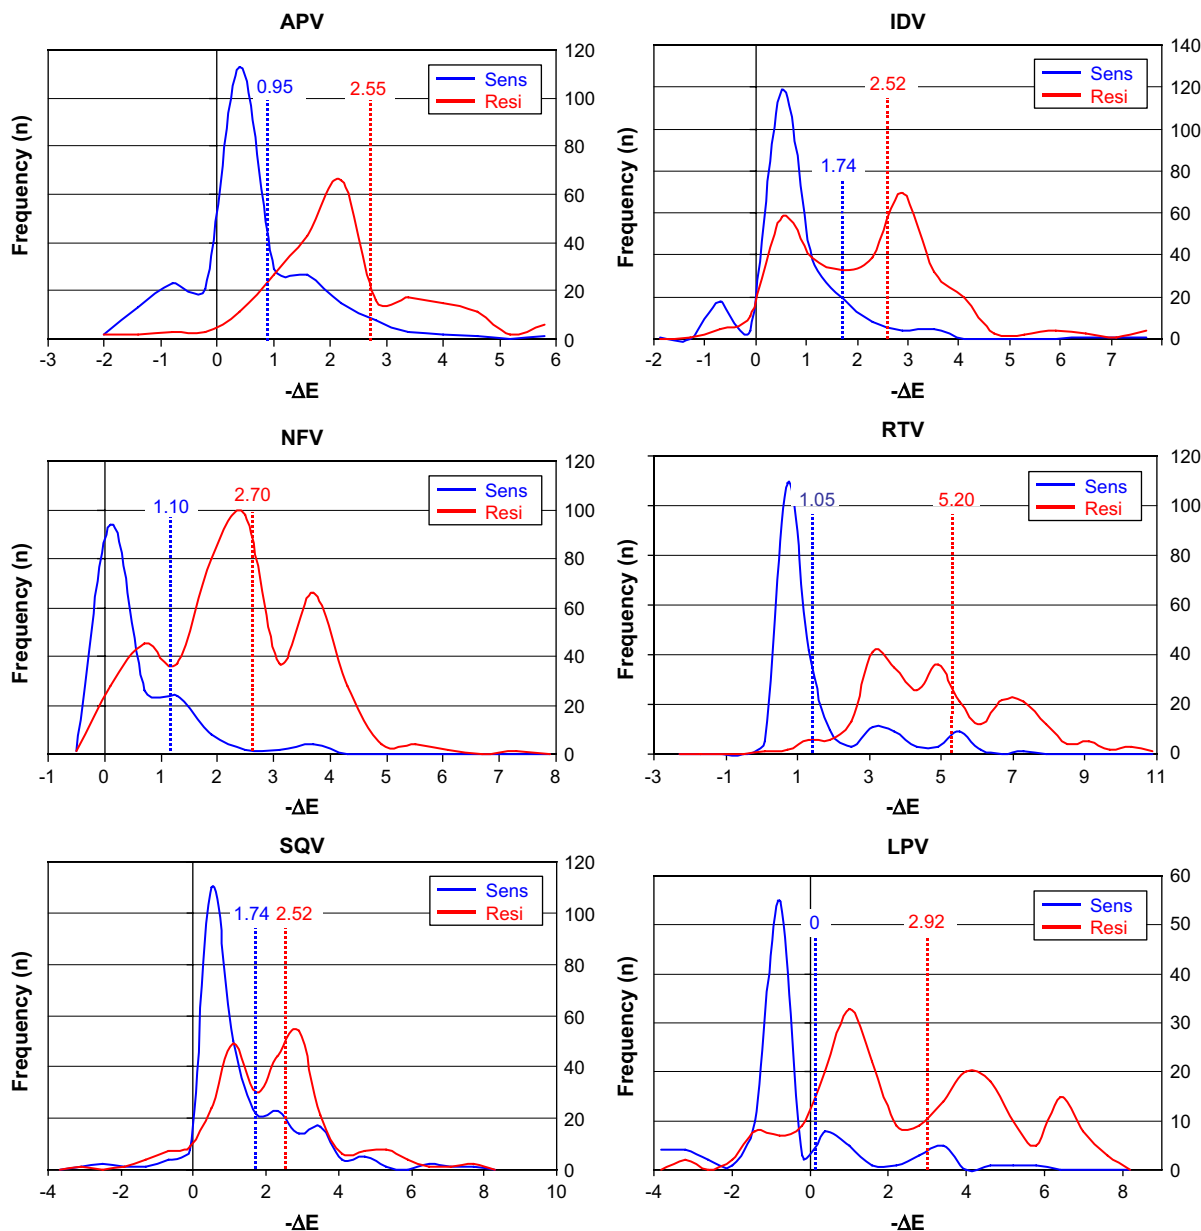 APV
120
100
80
60
40
20
0
Frequency (n)
Sens
Resi
0.95
2.55
-3 -2 -1 0 1 2 3 4 5 6
-ΔE
IDV
140
120
100
80
60
40
20
0
Frequency (n)
Sens
Resi
1.74
2.52
-2 -1 0 1 2 3 4 5 6 7
-ΔE
NFV
120
100
80
60
40
20
0
Frequency (n)
Sens
Resi
1.10
2.70
-1 0 1 2 3 4 5 6 7 8
-ΔE
RTV
120
100
80
60
40
20
0
Frequency (n)
Sens
Resi
1.05
5.20
-3 -1 1 3 5 7 9 11
-ΔE
SQV
120
100
80
60
40
20
0
Frequency (n)
Sens
Resi
1.74 2.52
-4 -2 0 2 4 6 8 10
-ΔE
LPV
60
50
40
30
20
10
0
Frequency (n)
Sens
Resi
0
2.92
-4 -2 0 2 4 6 8
-ΔE